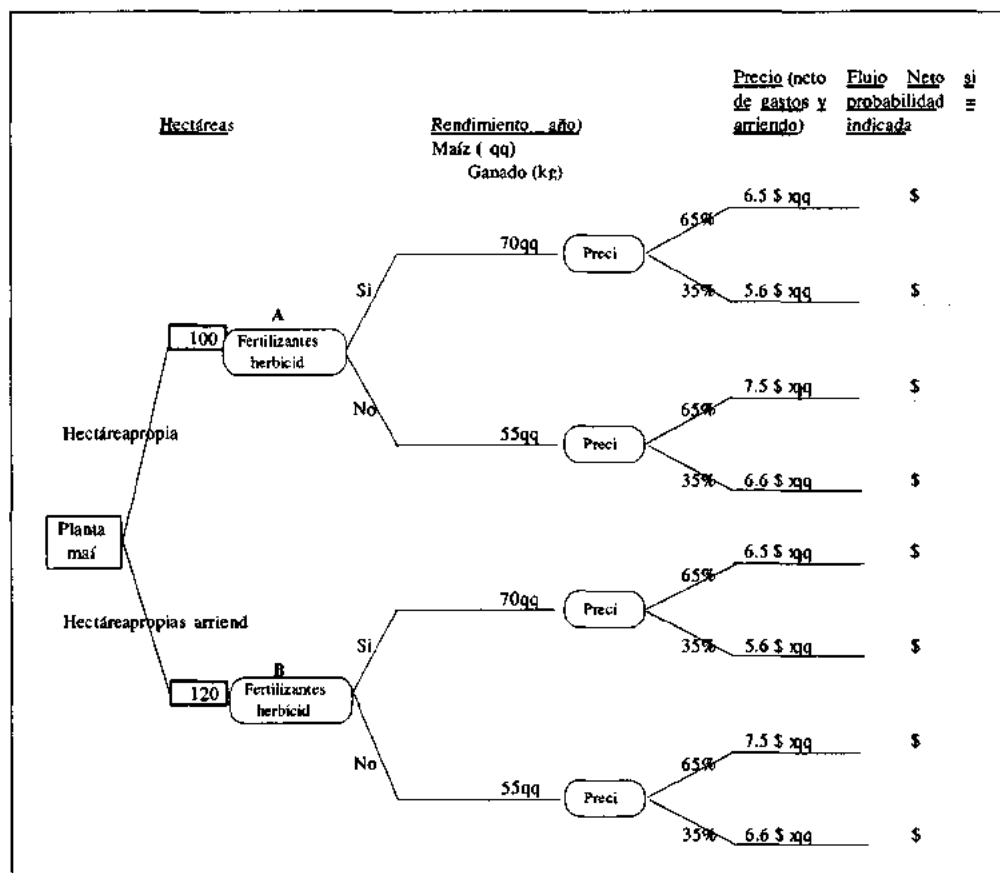 Precio (neto de gastos y arriendo)
Flujo Neto si probabilidad = indicada
Hectáreas
Rendimiento año)
Maíz ( qq)
Ganado (kg)
6.5 $ xqq $
65%
70qq Preci
Si
35% 5.6 $ xqq $
A
100 Fertilizantes
herbicid
7.5 $ xqq $
65%
No
Hectáreapropia
55qq Preci
35% 6.6 $ xqq $
Planta
maí
6.5 $ xqq $
65%
70qq Preci
Hectáreapropias arriend
Si
35% 5.6 $ xqq $
B
120 Fertilizantes
herbicid
7.5 $ xqq $
No
65%
55qq Preci
35% 6.6 $ xqq $